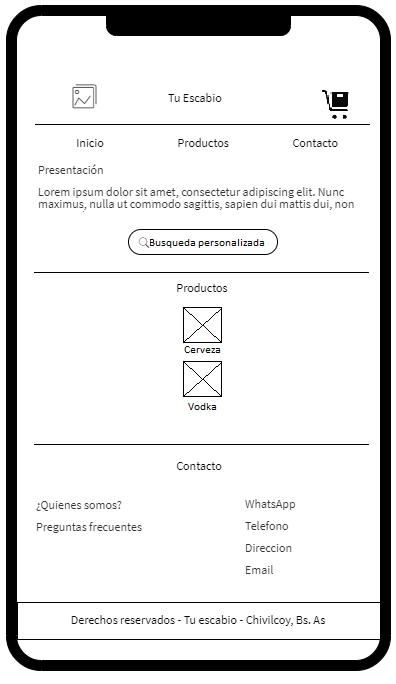 Tu Escabio
Inicio Productos Contacto
Presentación
Lorem ipsum dolor sit amet, consectetur adipiscing elit. Nunc
maximus, nulla ut commodo sagittis, sapien dui mattis dui, non
Busqueda personalizada
Productos
Cerveza
Vodka
Contacto
¿Quienes somos?
Preguntas frecuentes
WhatsApp
Telefono
Direccion
Email
Derechos reservados - Tu escabio - Chivilcoy, Bs. As